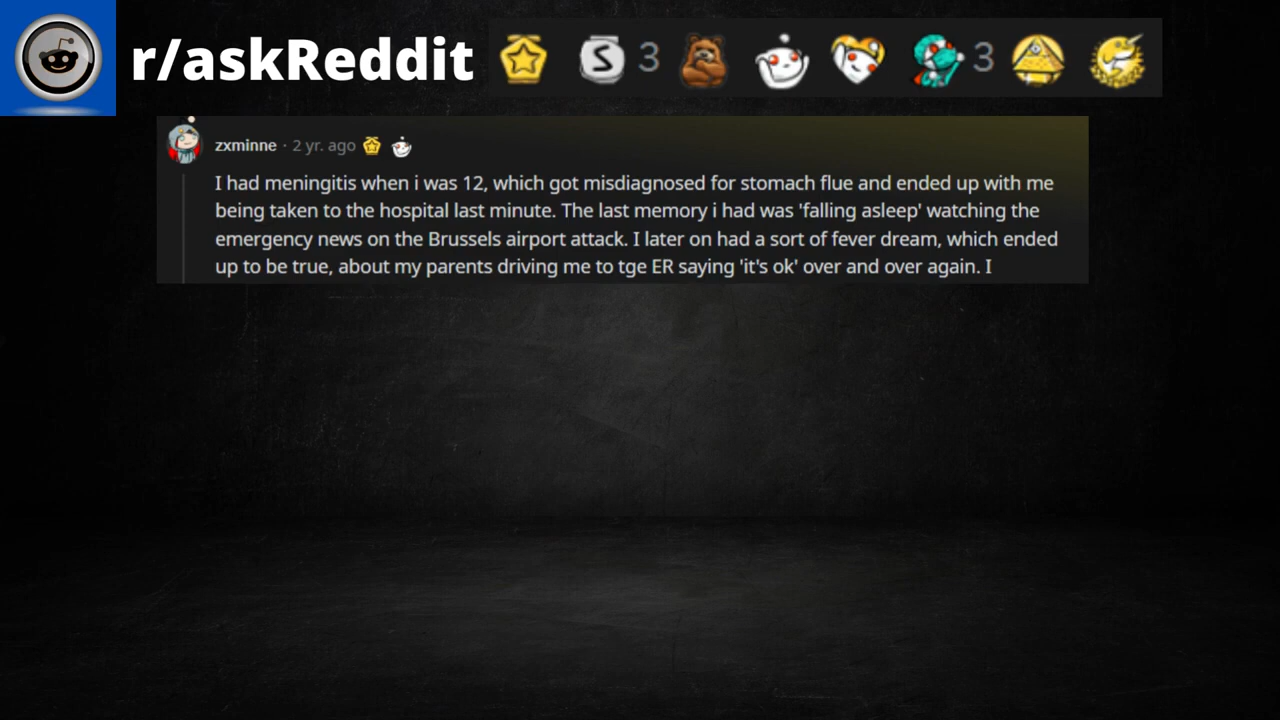 r/askReddit 3 3
zxminne · 2 yr. ago
I had meningitis when i was 12, which got misdiagnosed for stomach flue and ended up with me
being taken to the hospital last minute. The last memory i had was 'falling asleep' watching the
emergency news on the Brussels airport attack. I later on had a sort of fever dream, which ended
up to be true, about my parents driving me to tge ER saying 'it's ok' over and over again. I